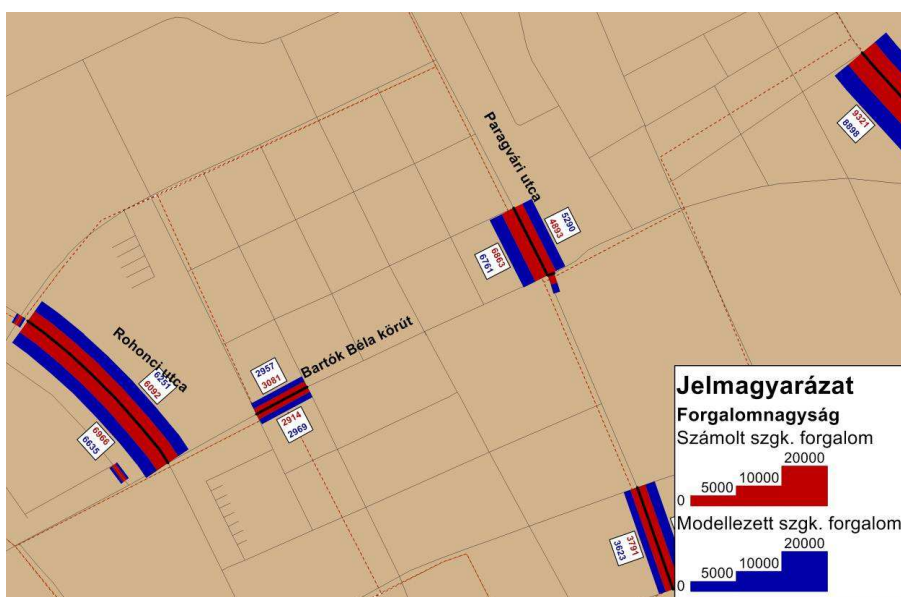 9321
8898
Paragvári utca
5290
4893
6863
6761
Rohonci utca
6251
6092
6966
6635
Bartók Béla körút
2957
3081
2914
2969
3791
3623
Jelmagyarázat
Forgalomnagyság
Számolt szgk. forgalom
0 5000 10000 20000
Modellezett szgk. forgalom
0 5000 10000 20000